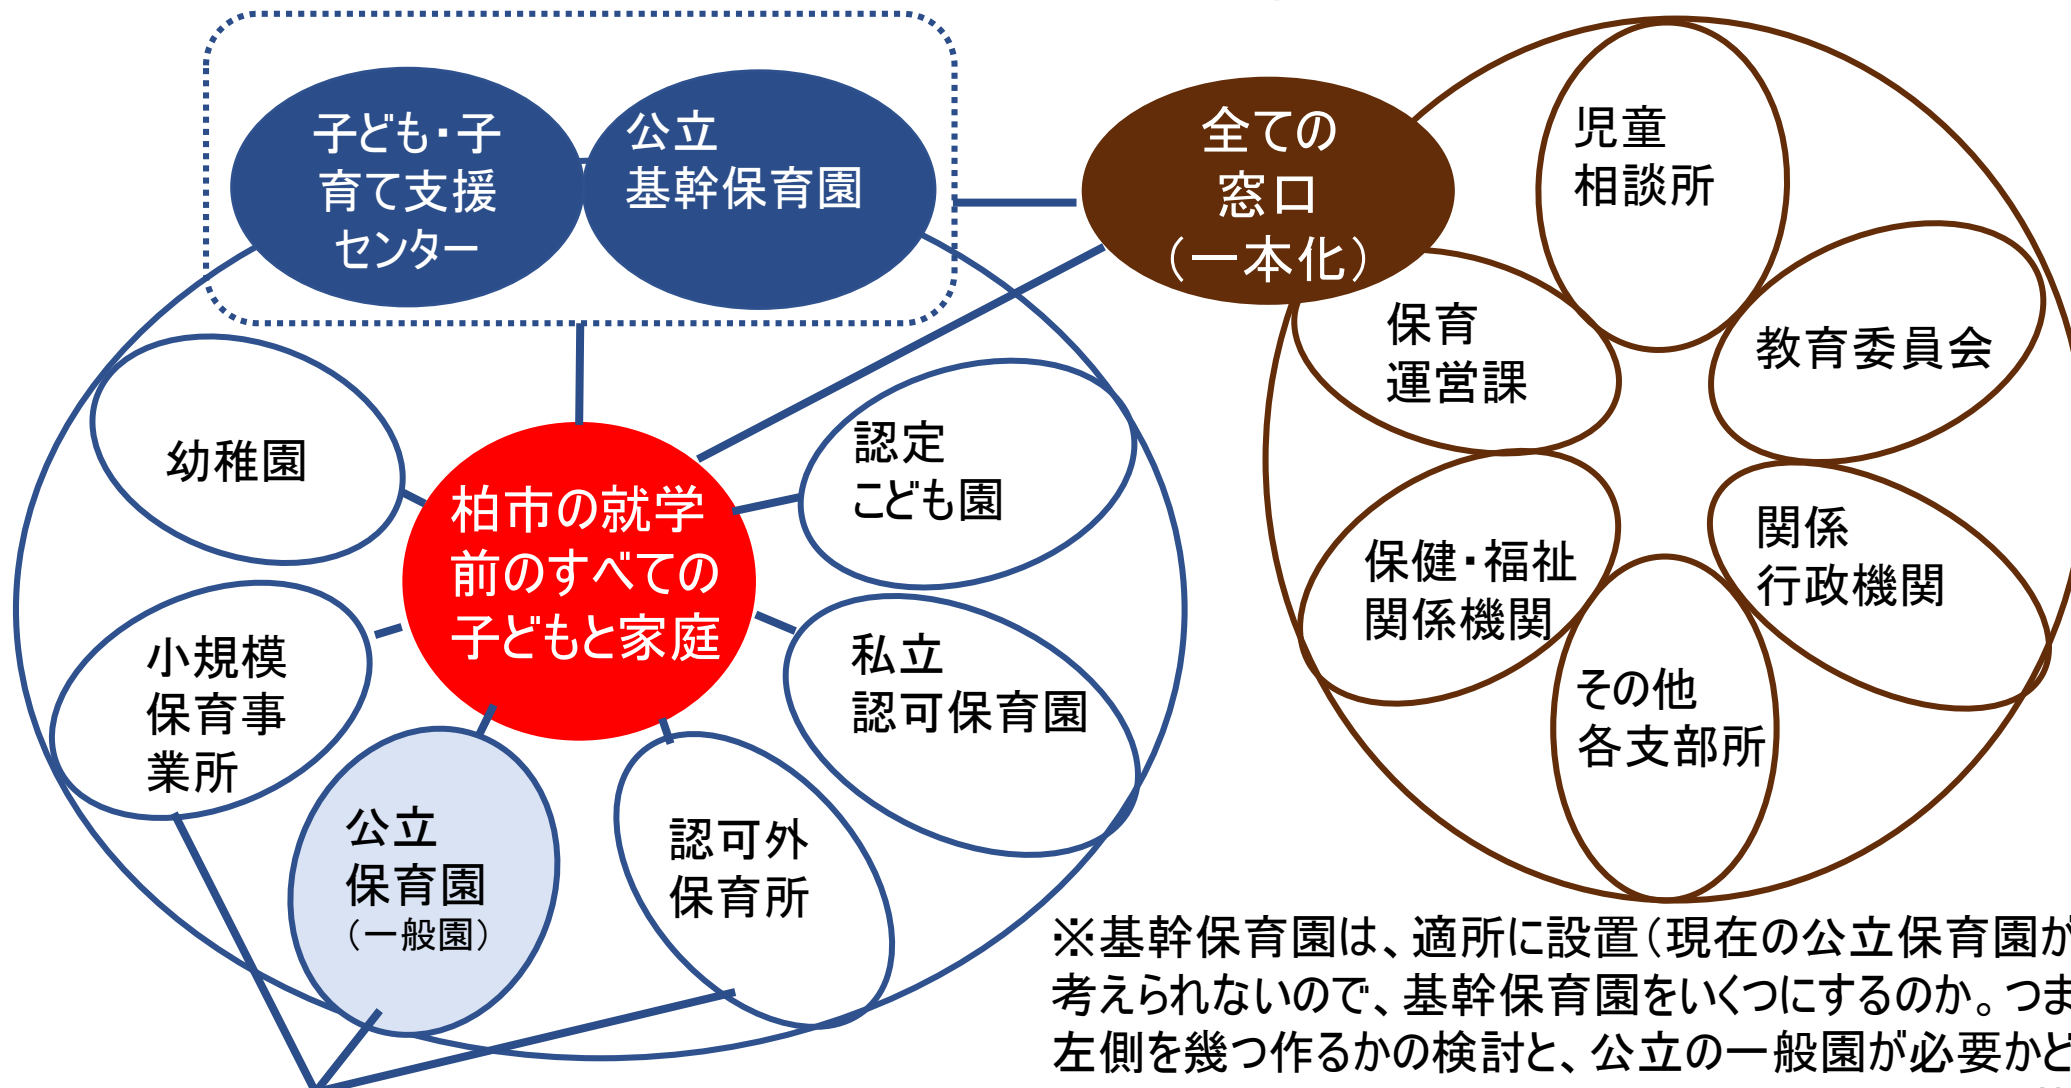 子ども・子
育て支援
センター
公立
基幹保育園
全ての
窓口
（一本化）
児童
相談所
保育
運営課
教育委員会
幼稚園
認定
こども園
柏市の就学
前のすべての
子どもと家庭
保健・福祉
関係機関
関係
行政機関
小規模
保育事
業所
私立
認可保育園
その他
各支部所
公立
保育園
（一般園）
認可外
保育所
※基幹保育園は、適所に設置（現在の公立保育園が
考えられないので、基幹保育園をいくつにするのか。つま
左側を幾つ作るかの検討と、公立の一般園が必要かど